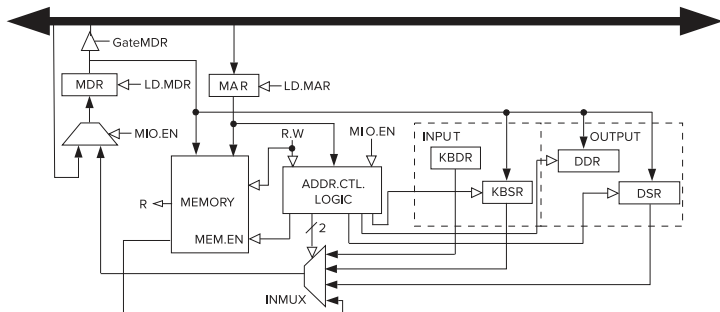 GateMDR
MDR
LD.MDR
MAR
LD.MAR
MIO.EN
R.W
MIO.EN
INPUT
OUTPUT
KBDR
DDR
ADDR.CTL.
LOGIC
KBSR
DSR
R
MEMORY
MEM.EN
2
INMUX